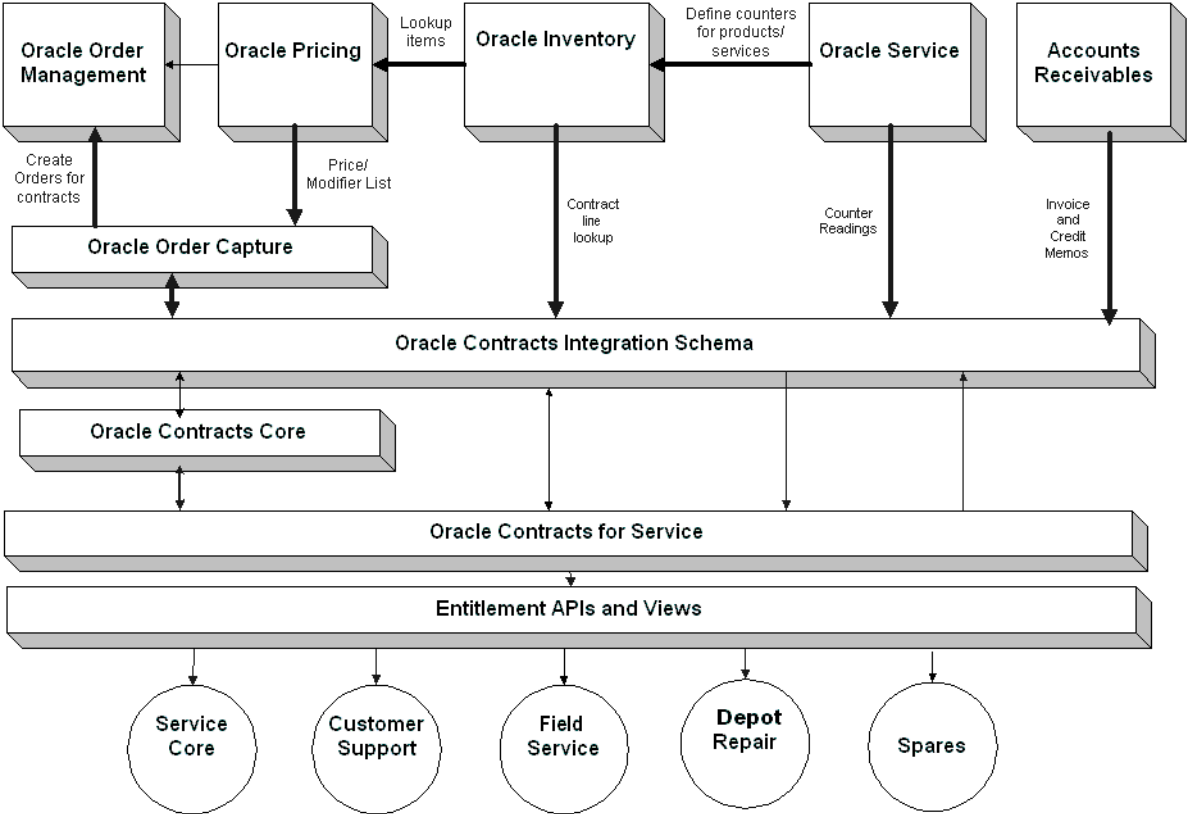 Oracle Order
Management
Oracle Pricing
Lookup
items
Oracle Inventory
Define counters
for products/
services
Oracle Service
Accounts
Receivables
Create
Orders for
contracts
Price/
Modifier List
Contract
line
lookup
Counter
Readings
Invoice
and
Credit
Memos
Oracle Order Capture
Oracle Contracts Integration Schema
Oracle Contracts Core
Oracle Contracts for Service
Entitlement APIs and Views
Service
Core
Customer
Support
Field
Service
Depot
Repair
Spares